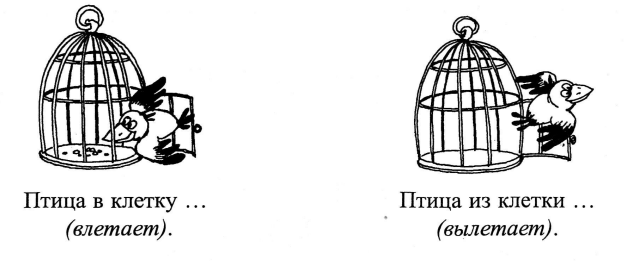 Птица в клетку ...
(влетает).
Птица из клетки ...
(вылетает).